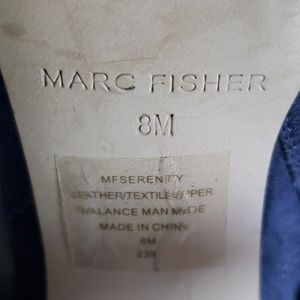 MARC FISHER
8M
MFSERENITY
LEATHER/TEXTILE UPPER
BALANCE MAN MADE
MADE IN CHINA
8M
239